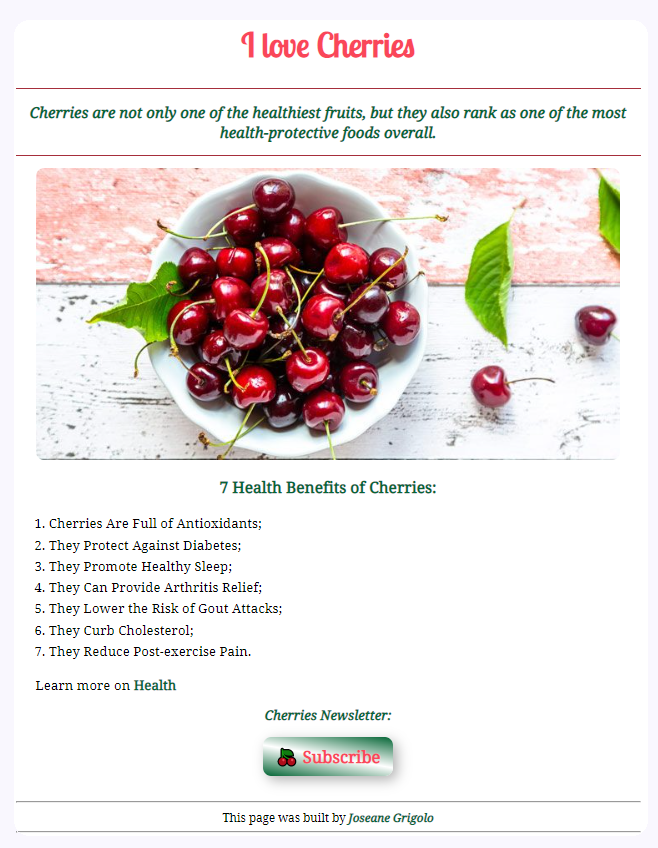 I love Cherries
Cherries are not only one of the healthiest fruits, but they also rank as one of the most
health-protective foods overall.
7 Health Benefits of Cherries:
1. Cherries Are Full of Antioxidants;
2. They Protect Against Diabetes;
3. They Promote Healthy Sleep;
4. They Can Provide Arthritis Relief;
5. They Lower the Risk of Gout Attacks;
6. They Curb Cholesterol;
7. They Reduce Post-exercise Pain.
Learn more on Health
Cherries Newsletter:
Subscribe
This page was built by Joseane Grigolo